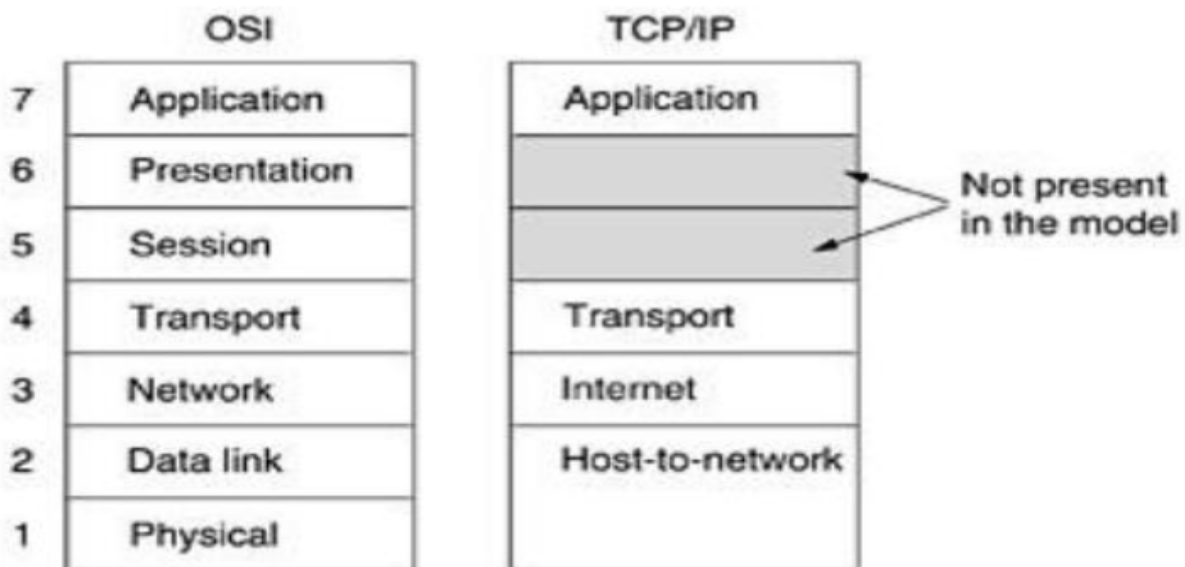 OSI TCP/IP
7 Application Application
6 Presentation
Not present
in the model
5 Session
4 Transport Transport
3 Network Internet
2 Data link Host-to-network
1 Physical